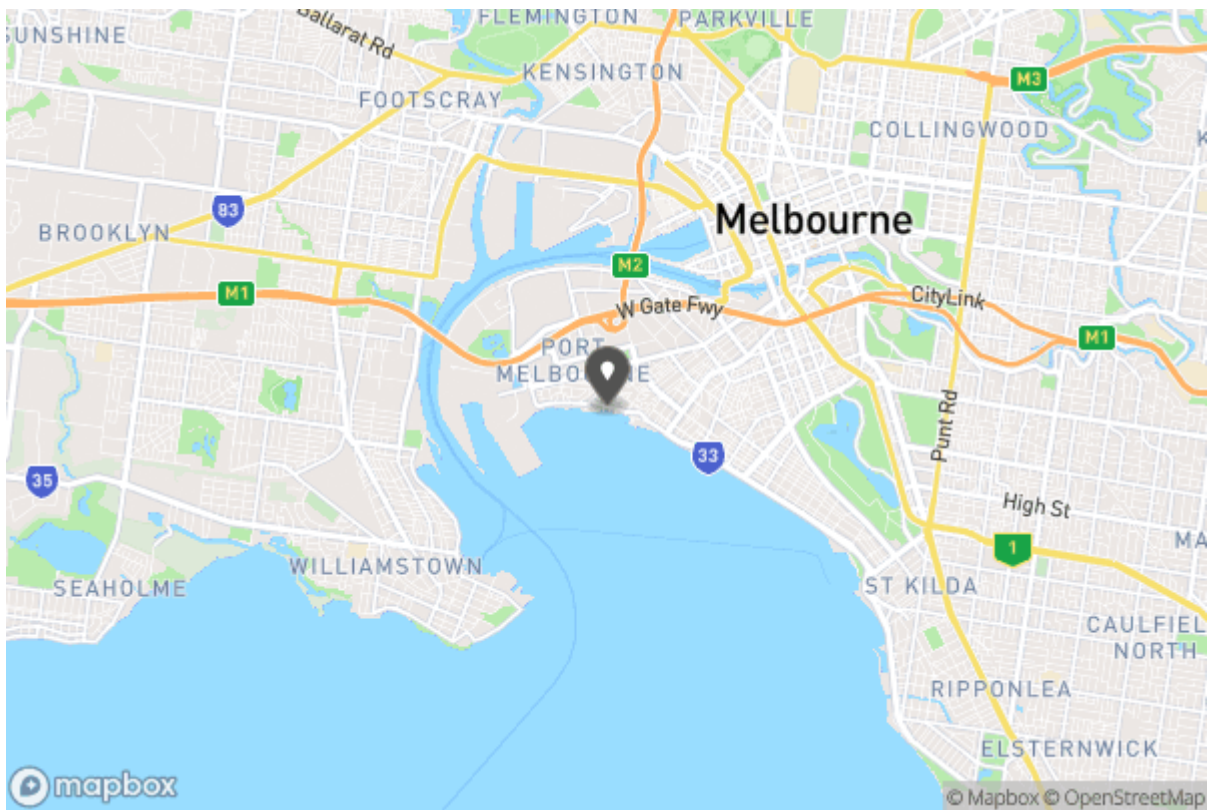 FLEMINGTON
PARKVILLE
SUNSHINE
Ballarat Rd
KENSINGTON
M3
FOOTSCRAY
COLLINGWOOD
83
Melbourne
BROOKLYN
M2
M1
CityLink
W Gate Fwy
M1
PORT
MELBOURNE
Punt Rd
33
35
High St
1
MA
WILLIAMSTOWN
SEAHOLME
ST KILDA
CAULFIEL
NORTH
RIPPONLEA
ELSTERNWICK
mapbox
© Mapbox © OpenStreetMap